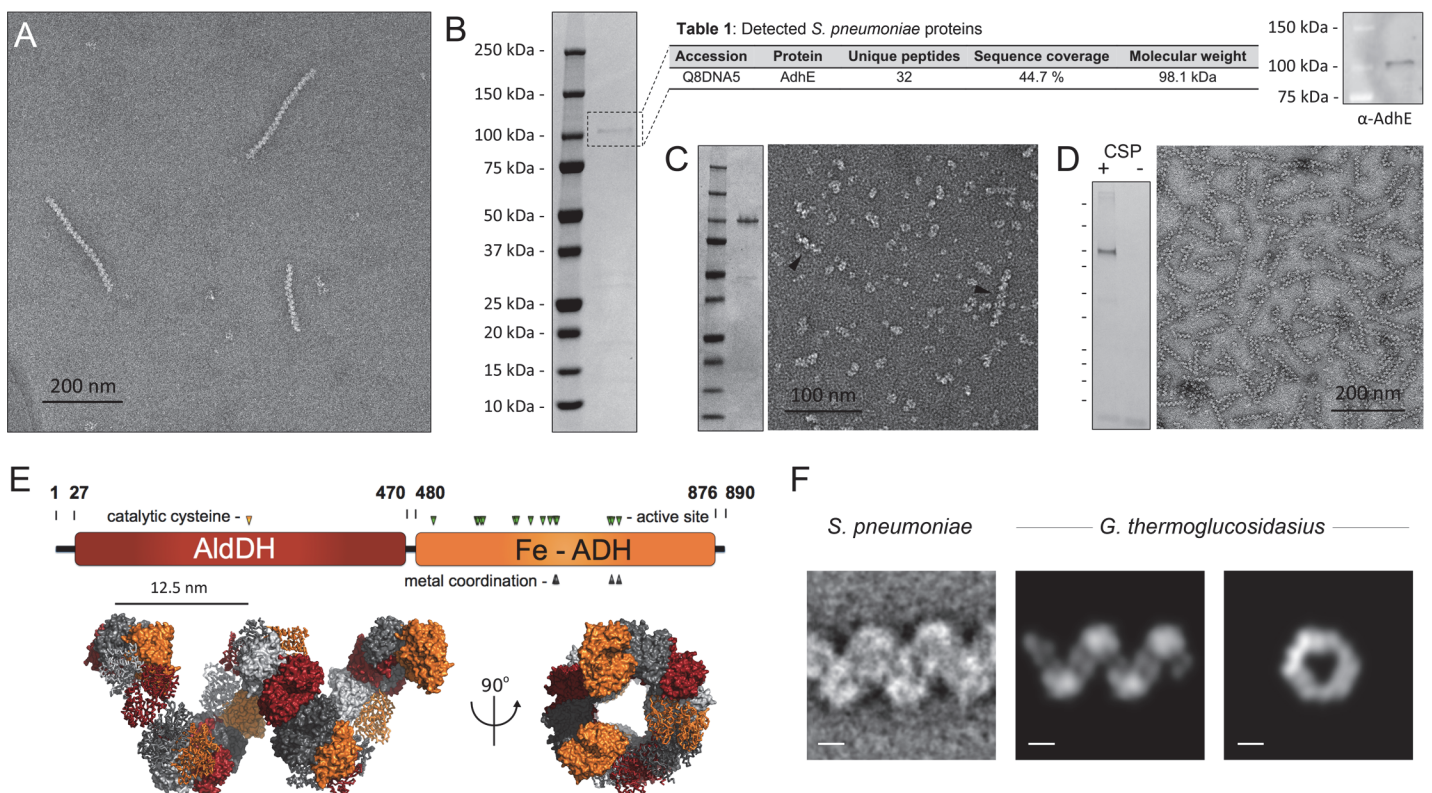 A
200 nm
B
250 kDa -
150 kDa -
100 kDa -
75 kDa -
50 kDa -
37 kDa -
25 kDa -
20 kDa -
15 kDa -
10 kDa -
Table 1: Detected S. pneumoniae proteins
Accession Protein Unique peptides Sequence coverage Molecular weight
Q8DNA5 AdhE 32 44.7 % 98.1 kDa
150 kDa -
100 kDa -
75 kDa -
α-AdhE
C
100 nm
D
CSP
+ -
200 nm
E
1 27 470 480 876 890
catalytic cysteine - - active site
AldDH Fe - ADH
metal coordination -
12.5 nm
90°
F
S. pneumoniae G. thermoglucosidasius